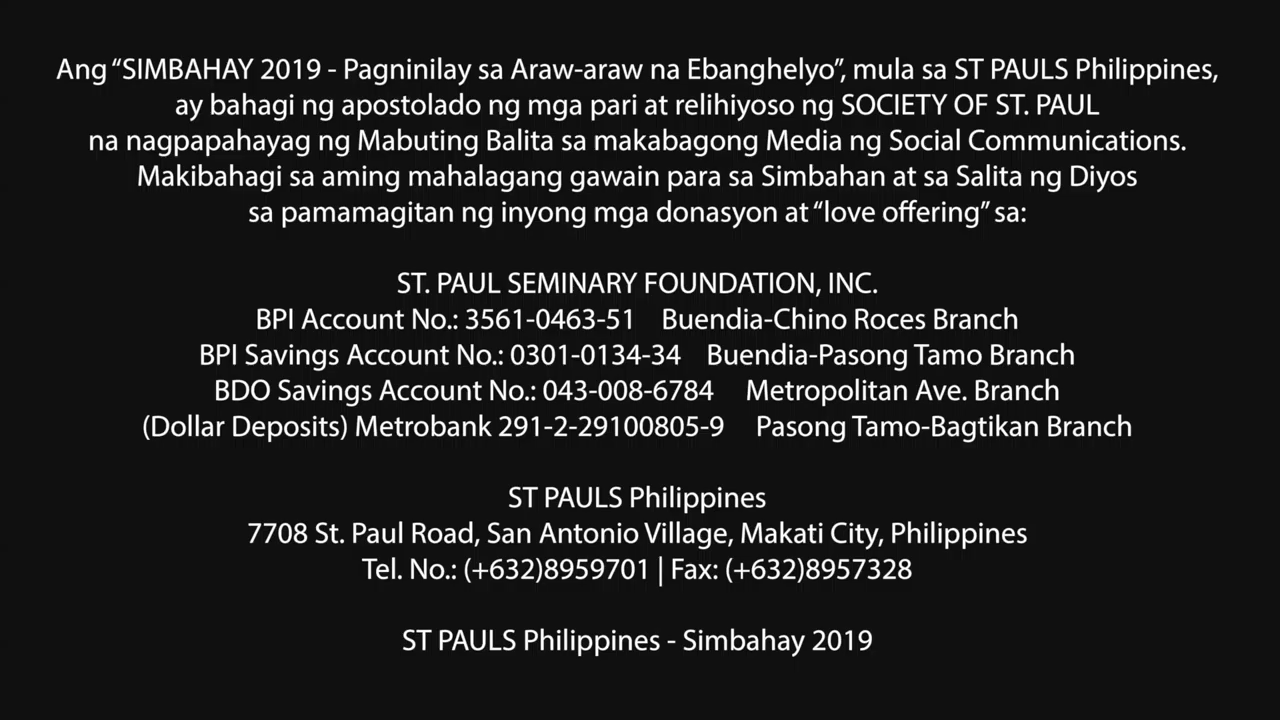 Ang “SIMBAHAY 2019 - Pagninilay sa Araw-araw na Ebanghelyo”, mula sa ST PAULS Philippines,
ay bahagi ng apostolado ng mga pari at relihiyoso ng SOCIETY OF ST. PAUL
na nagpapahayag ng Mabuting Balita sa makabagong Media ng Social Communications.
Makibahagi sa aming mahalagang gawain para sa Simbahan at sa Salita ng Diyos
sa pamamagitan ng inyong mga donasyon at “love offering” sa:
ST. PAUL SEMINARY FOUNDATION, INC.
BPI Account No.: 3561-0463-51 Buendia-Chino Roces Branch
BPI Savings Account No.: 0301-0134-34 Buendia-Pasong Tamo Branch
BDO Savings Account No.: 043-008-6784 Metropolitan Ave. Branch
(Dollar Deposits) Metrobank 291-2-29100805-9 Pasong Tamo-Bagtikan Branch
ST PAULS Philippines
7708 St. Paul Road, San Antonio Village, Makati City, Philippines
Tel. No.: (+632)8959701 | Fax: (+632)8957328
ST PAULS Philippines - Simbahay 2019